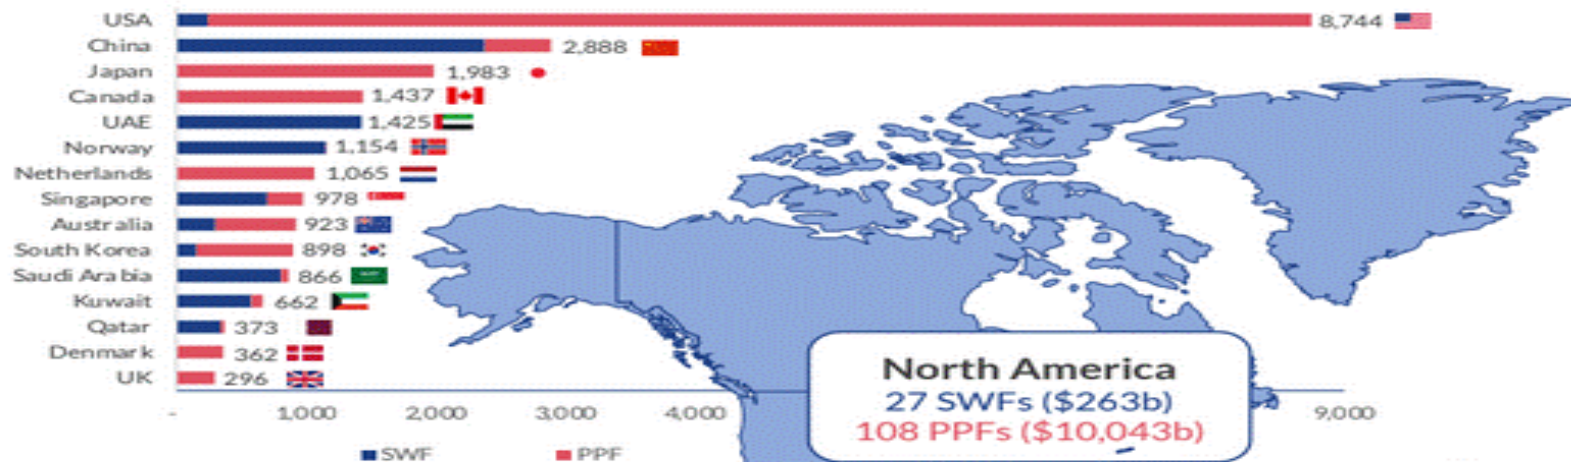 USA 8,744
China 2,888
Japan 1,983
Canada 1,437
UAE 1,425
Norway 1,154
Netherlands 1,065
Singapore 978
Australia 923
South Korea 898
Saudi Arabia 866
Kuwait 662
Qatar 373
Denmark 362
UK 296
- 1,000 2,000 3,000 4,000 9,000
SWF PPF
North America
27 SWFs ($263b)
108 PPFs ($10,043b)